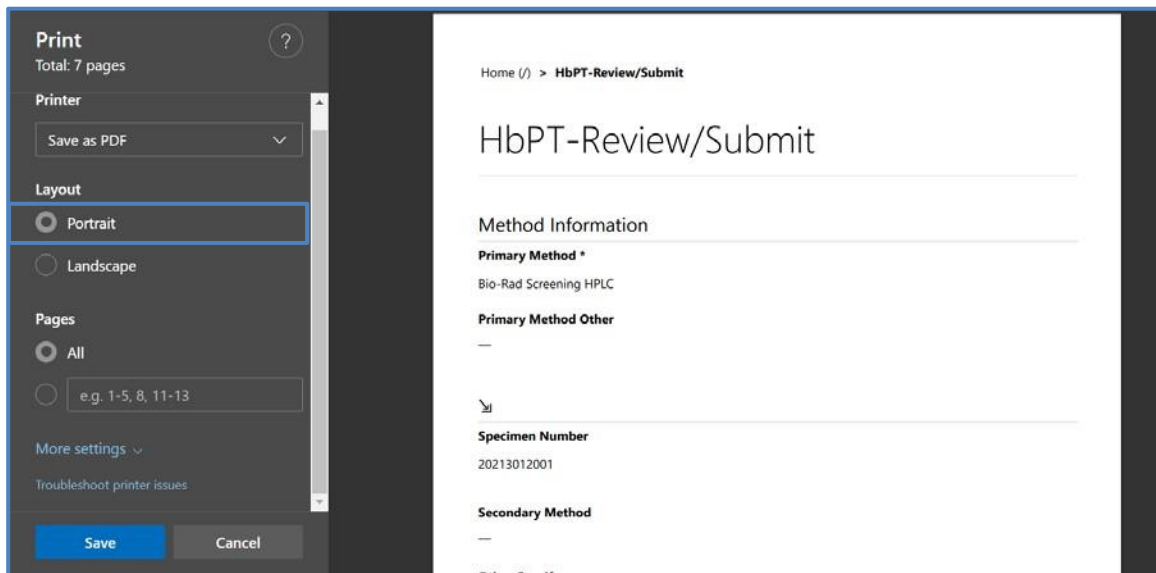 Print
?
Total: 7 pages
Printer
Save as PDF
Layout
Portrait
Landscape
Pages
All
e.g. 1-5, 8, 11-13
More settings
Troubleshoot printer issues
Save Cancel
Home (/) > HbPT-Review/Submit
HbPT-Review/Submit
Method Information
Primary Method *
Bio-Rad Screening HPLC
Primary Method Other
—
Specimen Number
20213012001
Secondary Method
—